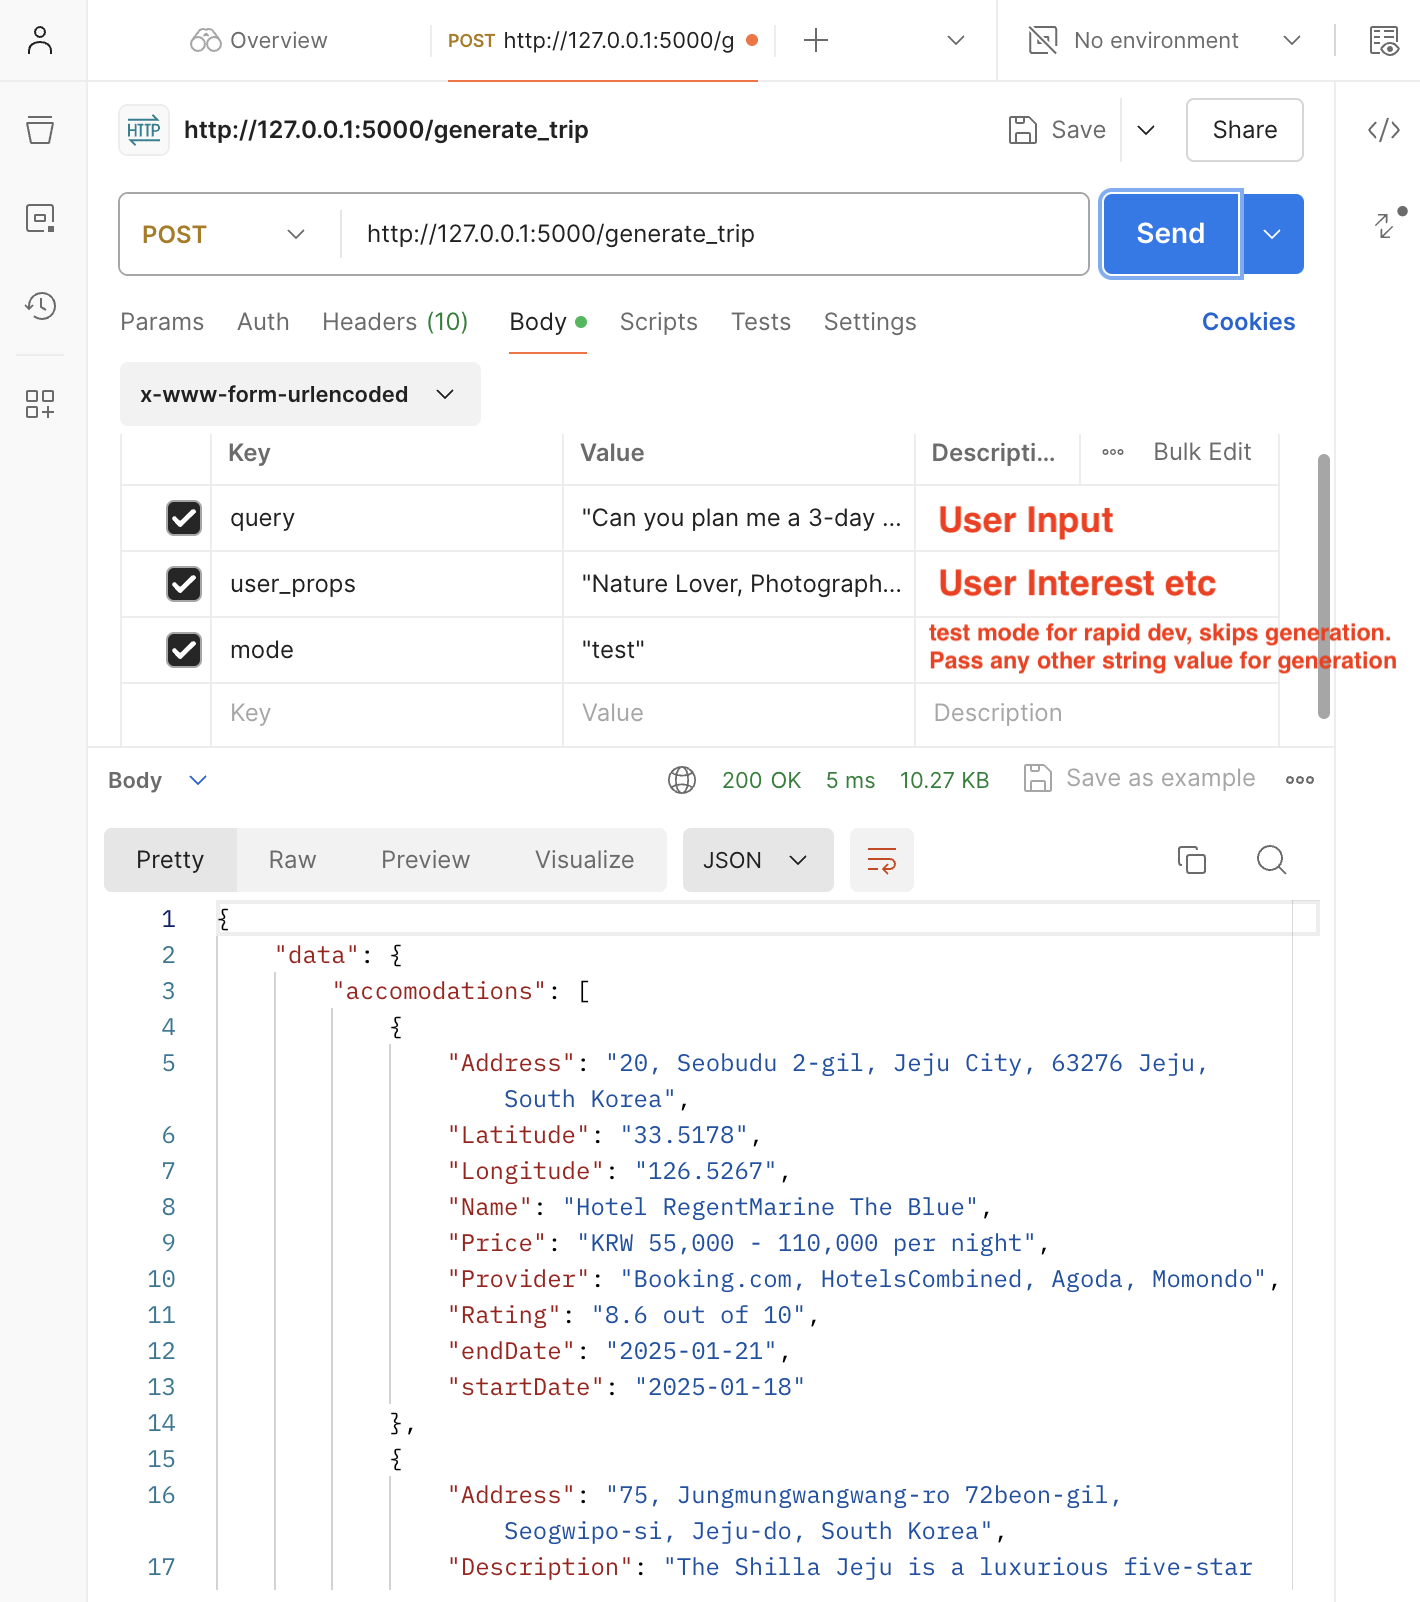 Overview
POST http://127.0.0.1:5000/g
No environment
HTTP http://127.0.0.1:5000/generate_trip
Save
Share
POST http://127.0.0.1:5000/generate_trip
Send
Params Auth Headers (10) Body Scripts Tests Settings Cookies
x-www-form-urlencoded
Key Value Descripti... Bulk Edit
query "Can you plan me a 3-day ... User Input
user_props "Nature Lover, Photograph... User Interest etc
mode "test" test mode for rapid dev, skips generation.
Pass any other string value for generation
Key Value Description
Body 200 OK 5 ms 10.27 KB Save as example
Pretty Raw Preview Visualize JSON
1 {
2 "data": {
3 "accomodations": [
4 {
5 "Address": "20, Seobudu 2-gil, Jeju City, 63276 Jeju,
South Korea",
6 "Latitude": "33.5178",
7 "Longitude": "126.5267",
8 "Name": "Hotel RegentMarine The Blue",
9 "Price": "KRW 55,000 - 110,000 per night",
10 "Provider": "Booking.com, HotelsCombined, Agoda, Momondo",
11 "Rating": "8.6 out of 10",
12 "endDate": "2025-01-21",
13 "startDate": "2025-01-18"
14 },
15 {
16 "Address": "75, Jungmungwangwang-ro 72beon-gil,
Seogwipo-si, Jeju-do, South Korea",
17 "Description": "The Shilla Jeju is a luxurious five-star